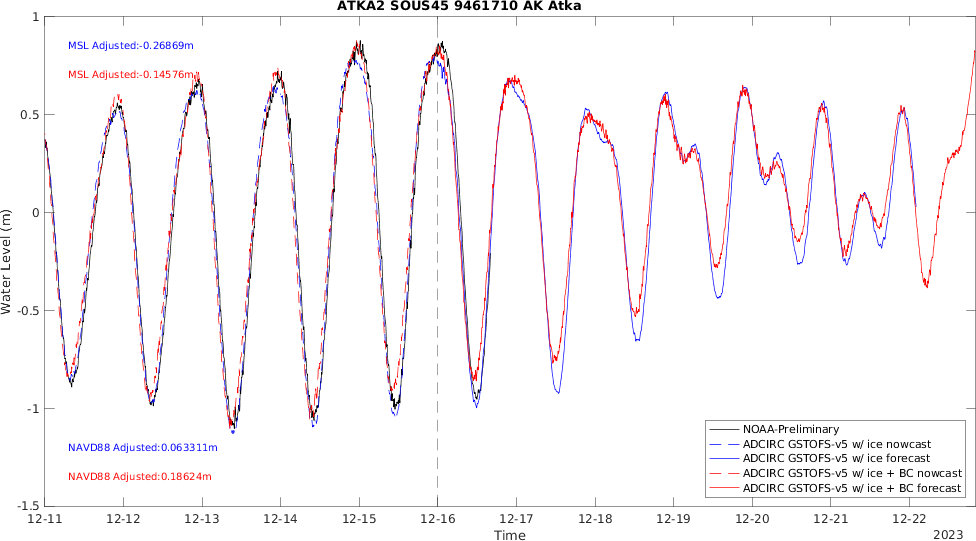 ATKA2 SOUS45 9461710 AK Atka
1
0.5
0
-0.5
-1
-1.5
Water Level (m)
MSL Adjusted:-0.26869m
MSL Adjusted:-0.14576m
NAVD88 Adjusted:0.063311m
NAVD88 Adjusted:0.18624m
NOAA-Preliminary
ADCIRC GSTOFS-v5 w/ ice nowcast
ADCIRC GSTOFS-v5 w/ ice forecast
ADCIRC GSTOFS-v5 w/ ice + BC nowcast
ADCIRC GSTOFS-v5 w/ ice + BC forecast
12-11 12-12 12-13 12-14 12-15 12-16 12-17 12-18 12-19 12-20 12-21 12-22
Time
2023